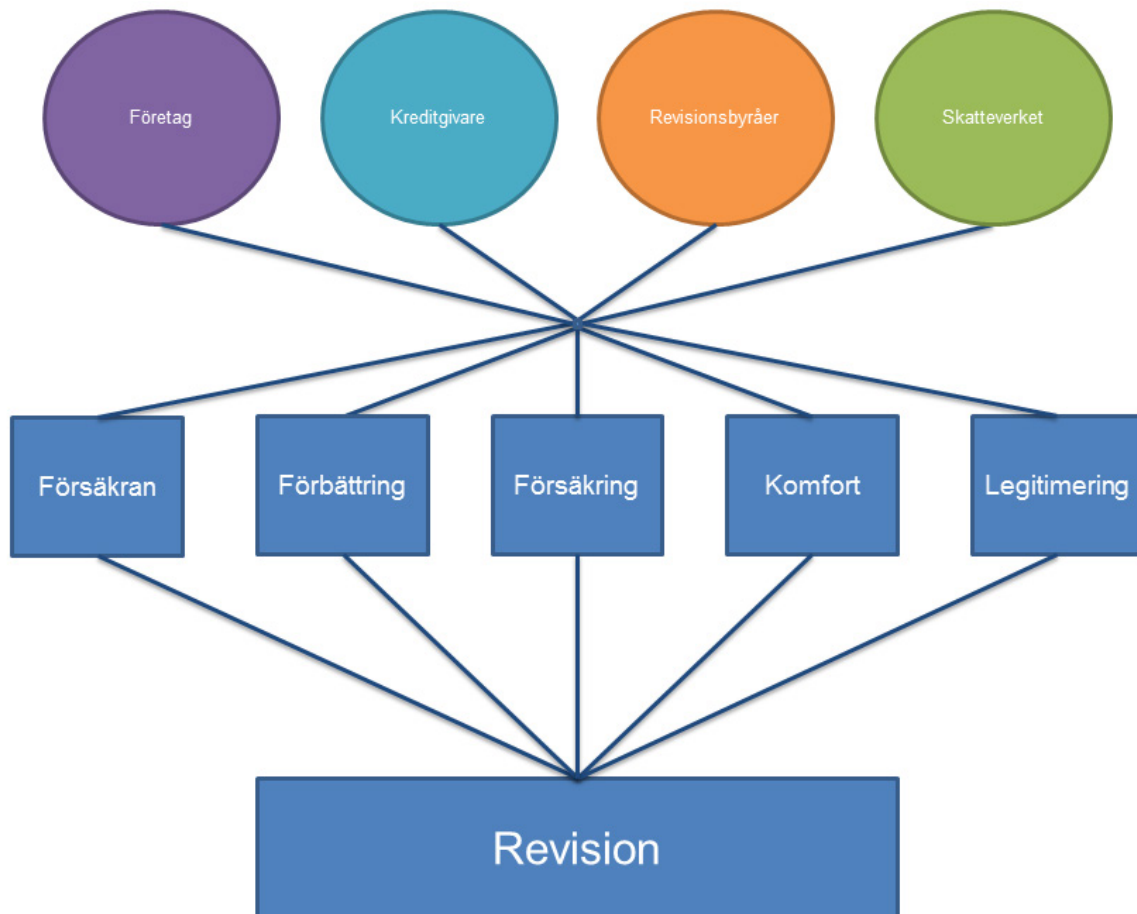 Företag
Kreditgivare
Revisionsbyråer
Skatteverket
Försäkran
Förbättring
Försäkring
Komfort
Legitimering
Revision